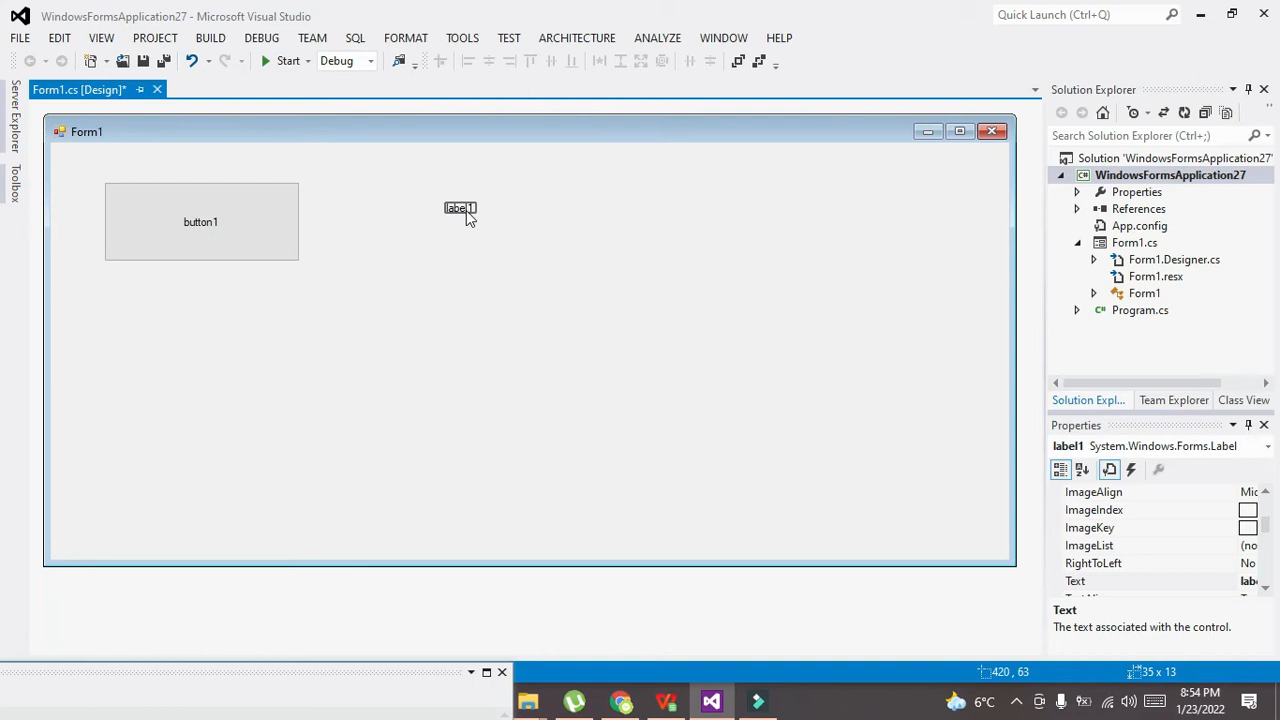 WindowsFormsApplication27 - Microsoft Visual Studio
Quick Launch (Ctrl+Q)
FILE EDIT VIEW PROJECT BUILD DEBUG TEAM SQL FORMAT TOOLS TEST ARCHITECTURE ANALYZE WINDOW HELP
Start Debug
Form1.cs [Design]*
Server Explorer
Toolbox
Form1
button1
label1
Solution Explorer
Search Solution Explorer (Ctrl+;)
Solution 'WindowsFormsApplication27'
WindowsFormsApplication27
Properties
References
App.config
Form1.cs
Form1.Designer.cs
Form1.resx
Form1
Program.cs
Solution Expl... Team Explorer Class View
Properties
label1 System.Windows.Forms.Label
ImageAlign Mic
ImageIndex
ImageKey
ImageList (no
RightToLeft No
Text labe
Text
The text associated with the control.
420 , 63
35 x 13
6°C
8:54 PM
1/23/2022